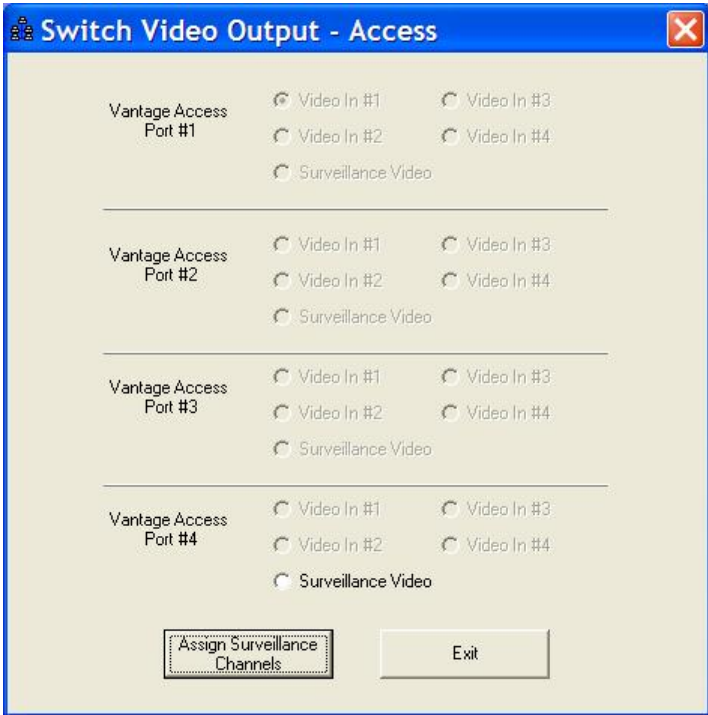 Switch Video Output - Access
Vantage Access
Port #1
Video In #1
Video In #3
Video In #2
Video In #4
Surveillance Video
Vantage Access
Port #2
Video In #1
Video In #3
Video In #2
Video In #4
Surveillance Video
Vantage Access
Port #3
Video In #1
Video In #3
Video In #2
Video In #4
Surveillance Video
Vantage Access
Port #4
Video In #1
Video In #3
Video In #2
Video In #4
Surveillance Video
Assign Surveillance
Channels
Exit